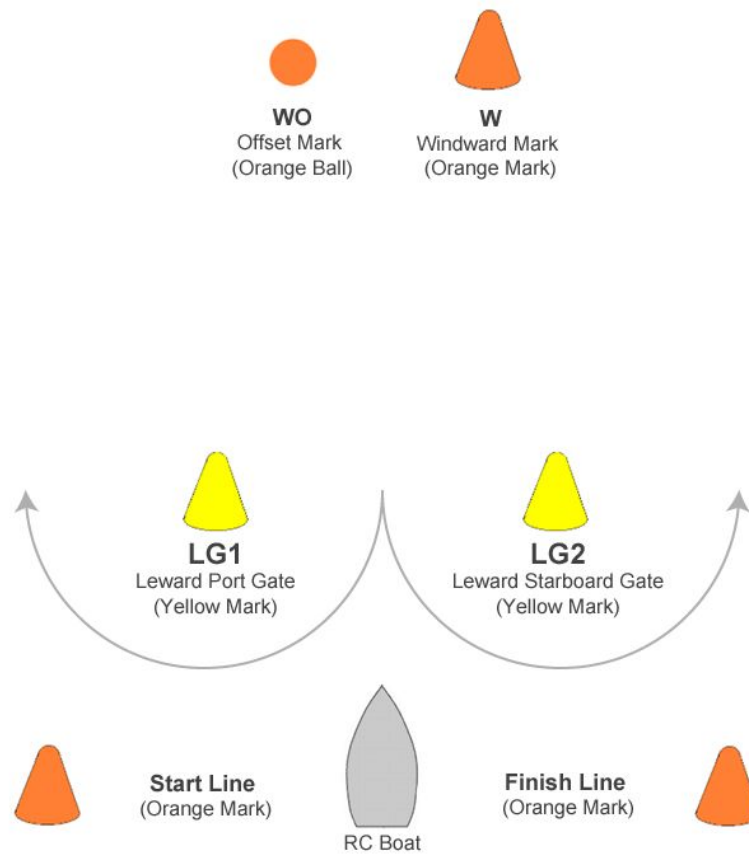 WO
Offset Mark
(Orange Ball)
W
Windward Mark
(Orange Mark)
LG1
Leward Port Gate
(Yellow Mark)
LG2
Leward Starboard Gate
(Yellow Mark)
Start Line
(Orange Mark)
RC Boat
Finish Line
(Orange Mark)